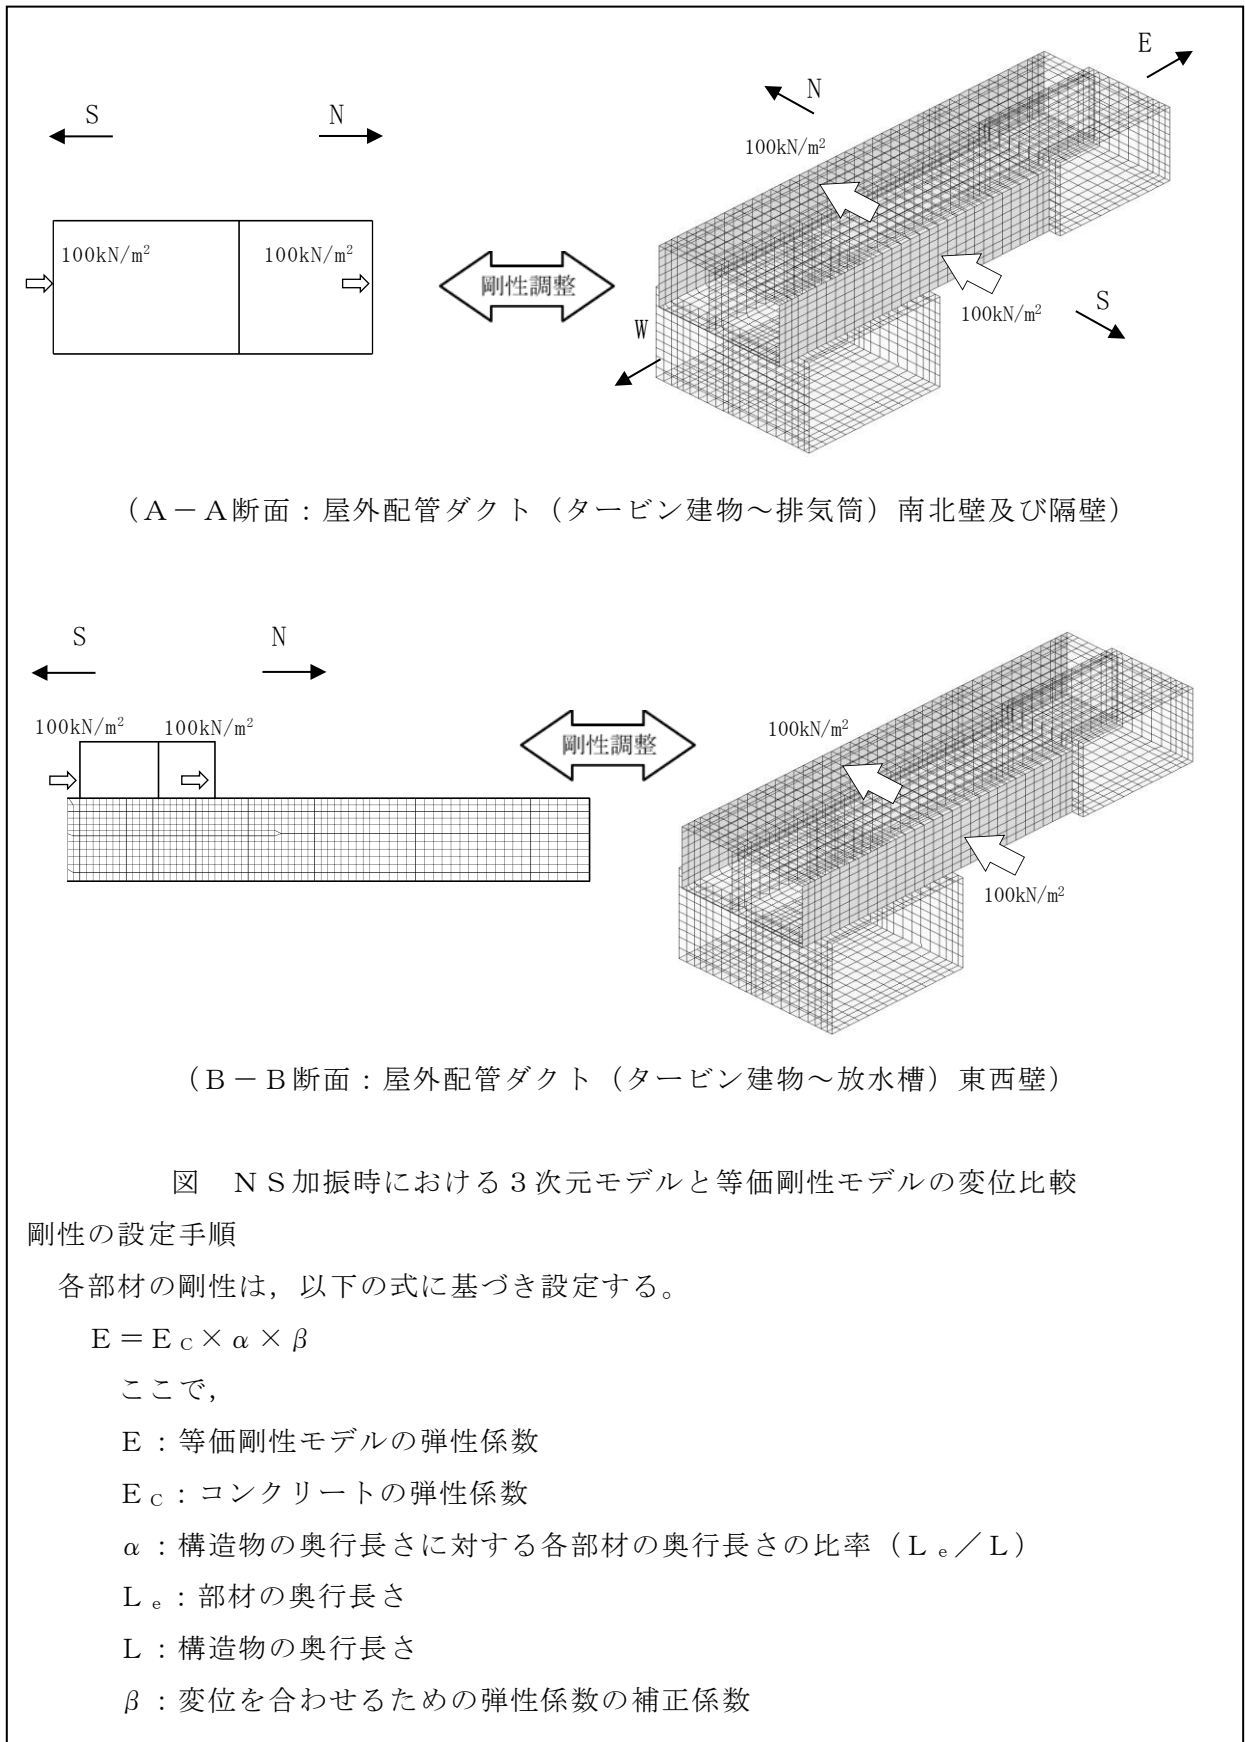 E
N
S
N
100kN/m²
100kN/m²
100kN/m²
剛性調整
100kN/m²
S
W
（Ａ－Ａ断面：屋外配管ダクト（タービン建物～排気筒）南北壁及び隔壁）
S
N
100kN/m²
100kN/m²
100kN/m²
剛性調整
100kN/m²
（Ｂ－Ｂ断面：屋外配管ダクト（タービン建物～放水槽）東西壁）
図　ＮＳ加振時における３次元モデルと等価剛性モデルの変位比較
剛性の設定手順
各部材の剛性は，以下の式に基づき設定する。
Ｅ＝Ｅc×α×β
ここで，
Ｅ：等価剛性モデルの弾性係数
Ｅc：コンクリートの弾性係数
α：構造物の奥行長さに対する各部材の奥行長さの比率（Ｌe／Ｌ）
Ｌe：部材の奥行長さ
Ｌ：構造物の奥行長さ
β：変位を合わせるための弾性係数の補正係数